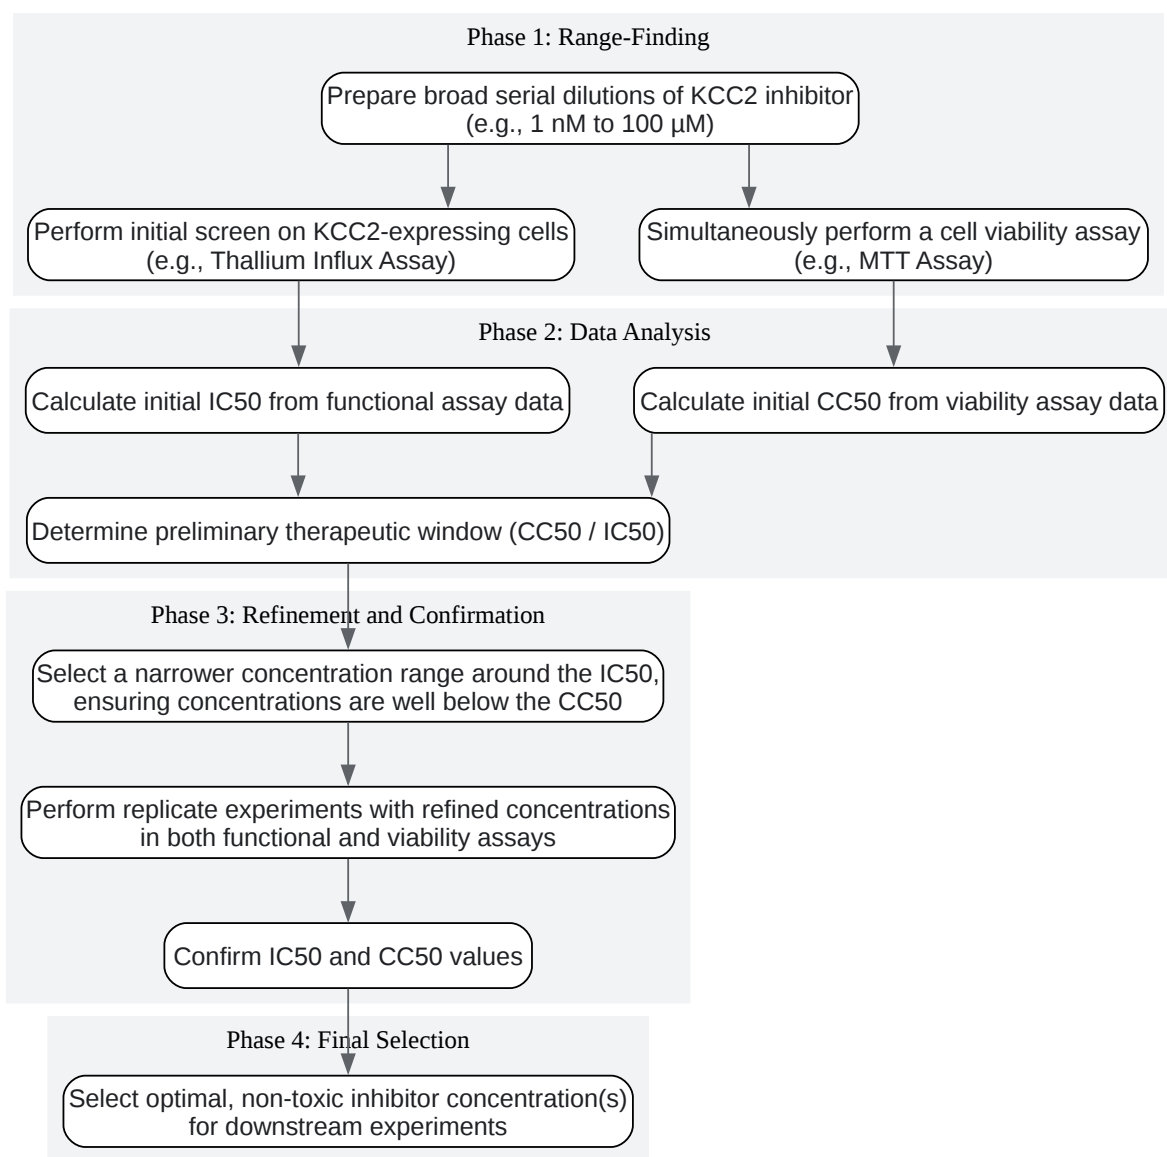 Phase 1: Range-Finding
Prepare broad serial dilutions of KCC2 inhibitor
(e.g., 1 nM to 100 µM)
Perform initial screen on KCC2-expressing cells
(e.g., Thallium Influx Assay)
Simultaneously perform a cell viability assay
(e.g., MTT Assay)
Phase 2: Data Analysis
Calculate initial IC50 from functional assay data
Calculate initial CC50 from viability assay data
Determine preliminary therapeutic window (CC50 / IC50)
Phase 3: Refinement and Confirmation
Select a narrower concentration range around the IC50,
ensuring concentrations are well below the CC50
Perform replicate experiments with refined concentrations
in both functional and viability assays
Confirm IC50 and CC50 values
Phase 4: Final Selection
Select optimal, non-toxic inhibitor concentration(s)
for downstream experiments